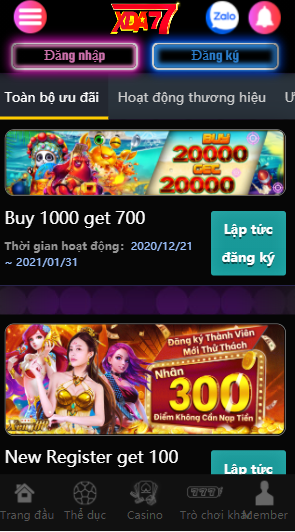 XDA77
Zalo
Đăng nhập
Đăng ký
Toàn bộ ưu đãi
Hoạt động thương hiệu
Ư
BUY
20000
GET
20000
Buy 1000 get 700
Thời gian hoạt động: 2020/12/21
~ 2021/01/31
Lập tức
đăng ký
Đăng ký Thành Viên
Mới Thử Thách
Nhận
300
Điểm Không Cần Nạp Tiền
New Register get 100
Lập tức
Trang đầu
Thể dục
Casino
Trò chơi khác
Member